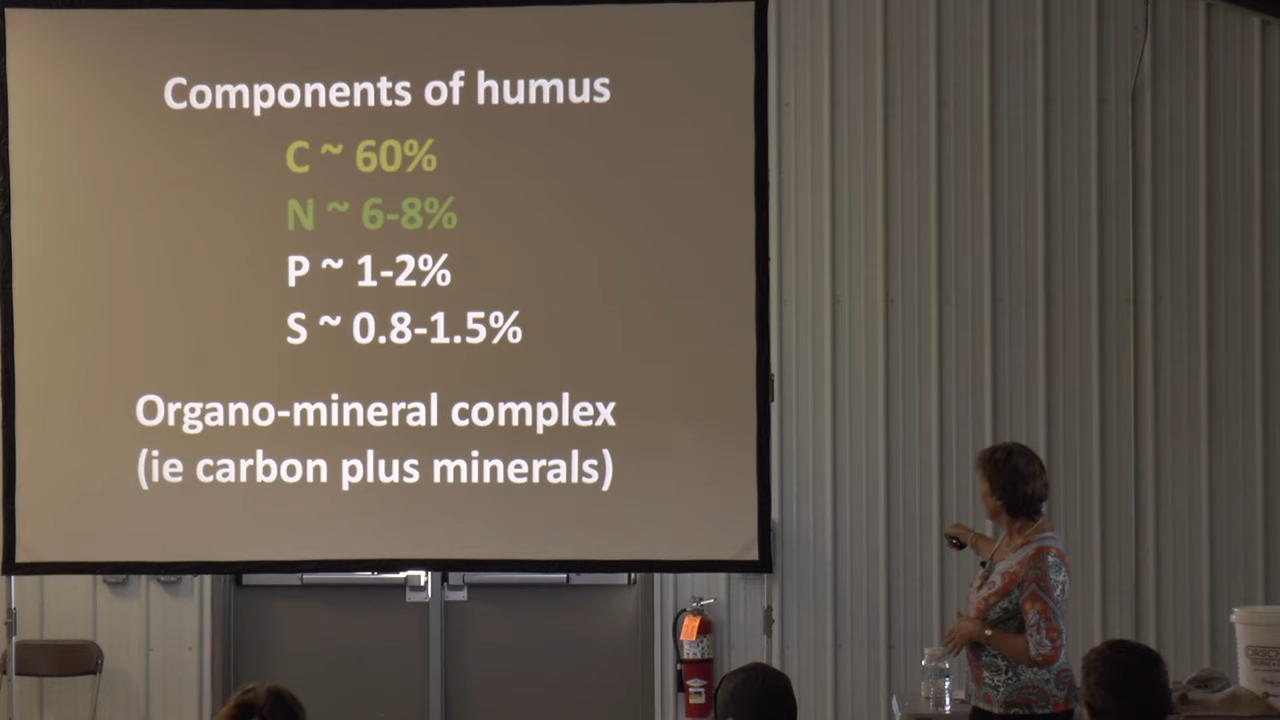 Components of humus
C ~ 60%
N ~ 6-8%
P ~ 1-2%
S ~ 0.8-1.5%
Organo-mineral complex
(ie carbon plus minerals)